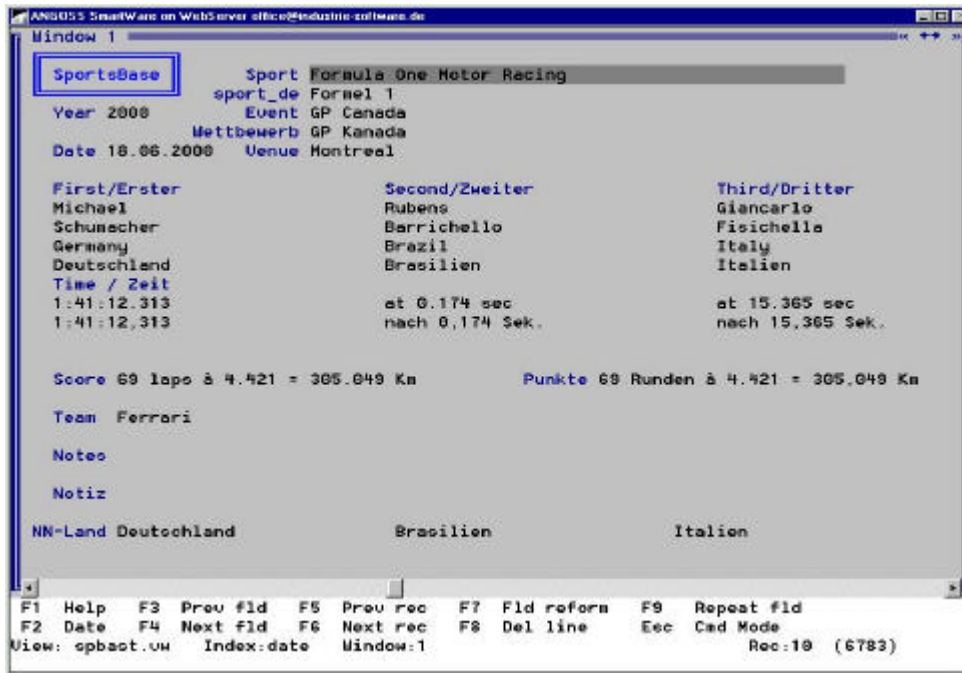 ANGOSS SmartWare on WebServer office@industrie-software.de
Window 1
SportsBase Sport Formula One Motor Racing
sport_de Formel 1
Year 2000 Event GP Canada
Wettbewerb GP Kanada
Date 18.06.2000 Venue Montreal
First/Erster Second/Zweiter Third/Dritter
Michael Rubens Giancarlo
Schumacher Barrichello Fisichella
Germany Brazil Italy
Deutschland Brasilien Italien
Time / Zeit
1:41:12.313 at 0.174 sec at 15.365 sec
1:41:12,313 nach 0,174 Sek. nach 15,365 Sek.
Score 69 laps à 4.421 = 305.049 Km Punkte 69 Runden à 4.421 = 305,049 Km
Team Ferrari
Notes
Notiz
NN-Land Deutschland Brasilien Italien
F1 Help F3 Prev fld F5 Prev rec F7 Fld reform F9 Repeat fld
F2 Date F4 Next fld F6 Next rec F8 Del line Esc Cmd Mode
View: spbast.vw Index:date Window:1 Rec:10 (6783)